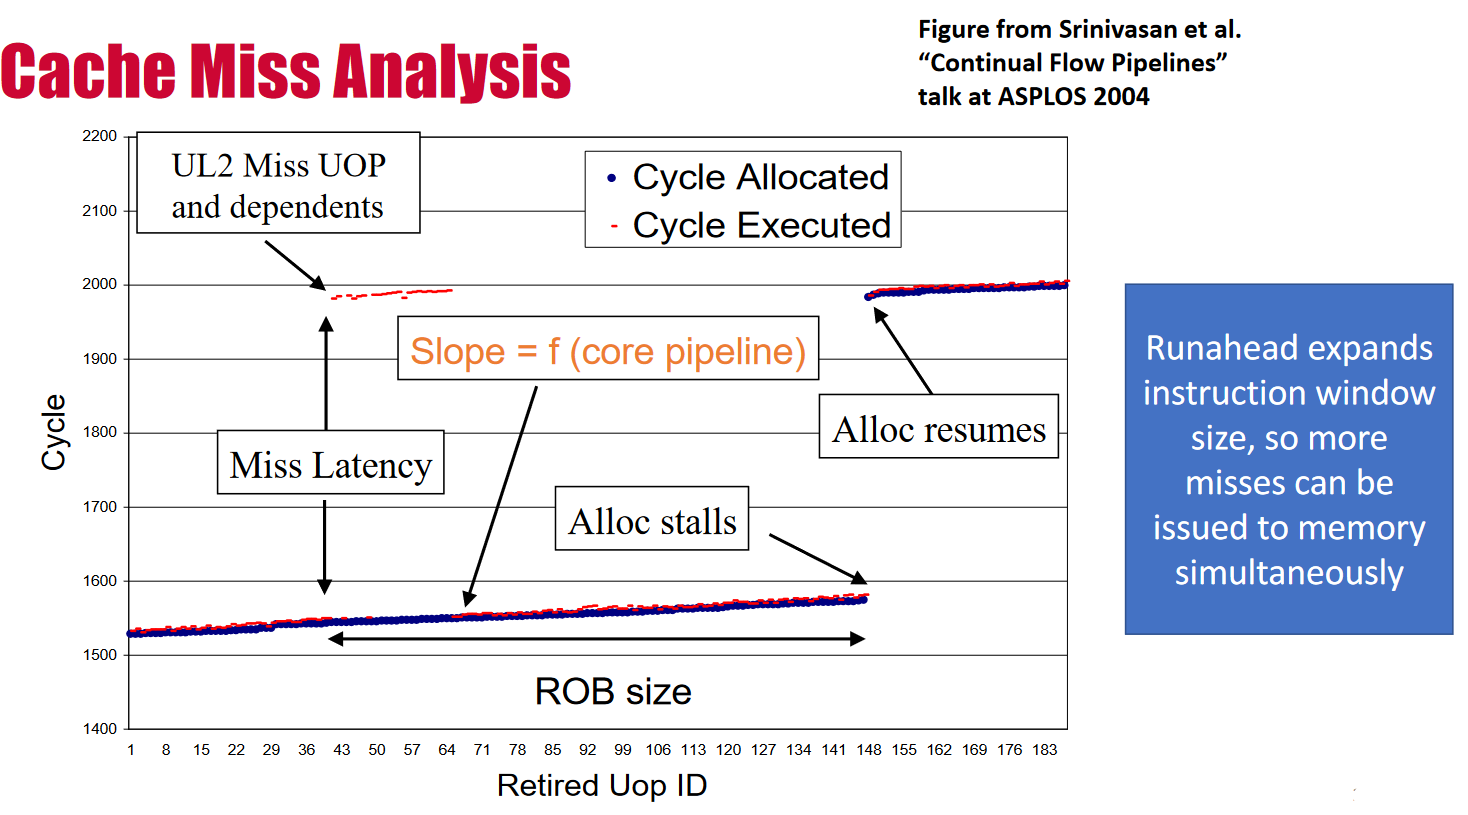 Cache Miss Analysis
Figure from Srinivasan et al.
“Continual Flow Pipelines”
talk at ASPLOS 2004
2200
2100
2000
1900
1800
1700
1600
1500
1400
Cycle
UL2 Miss UOP
and dependents
Cycle Allocated
Cycle Executed
Slope = f (core pipeline)
Miss Latency
Alloc stalls
Alloc resumes
ROB size
1 8 15 22 29 36 43 50 57 64 71 78 85 92 99 106 113 120 127 134 141 148 155 162 169 176 183
Retired Uop ID
Runahead expands
instruction window
size, so more
misses can be
issued to memory
simultaneously